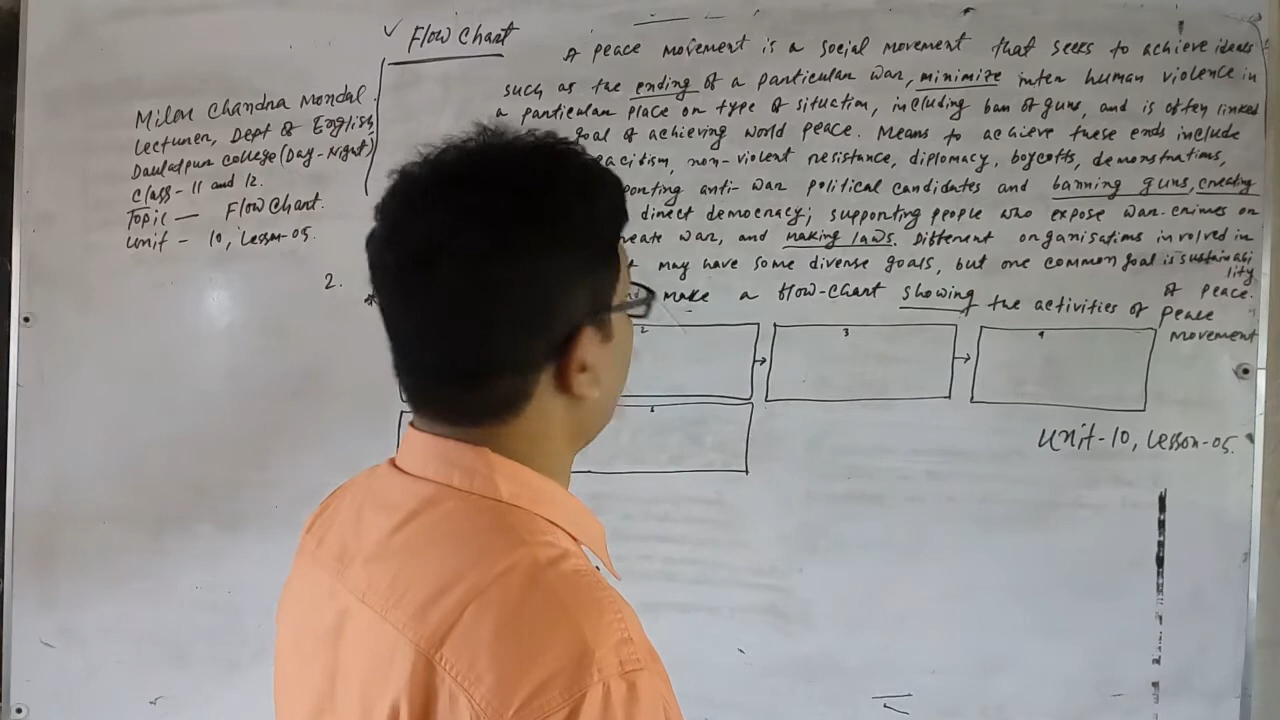 ✓ Flow Chart
Milon Chandra Mondal.
Lecturer, Dept of English,
Daulatpur College (Day-Night)
Class - 11 and 12.
Topic — Flow Chart.
Unit - 10, Lesson-05.
A peace movement is a social movement that seeks to achieve ideals
such as the ending of a particular war, minimize inter human violence in
a particular place or type of situation, including ban of guns, and is often linked
goal of achieving world peace. Means to achieve these ends include
non-violent resistance, diplomacy, boycotts, demonstrations,
anti-war political candidates and banning guns, creating
direct democracy; supporting people who expose war-crimes or
war, and making laws. Different organisations involved in
may have some diverse goals, but one common goal is sustainability
of peace.
2.
make a flow-chart showing the activities of peace
movement
2
3
4
Unit-10, Lesson-05.